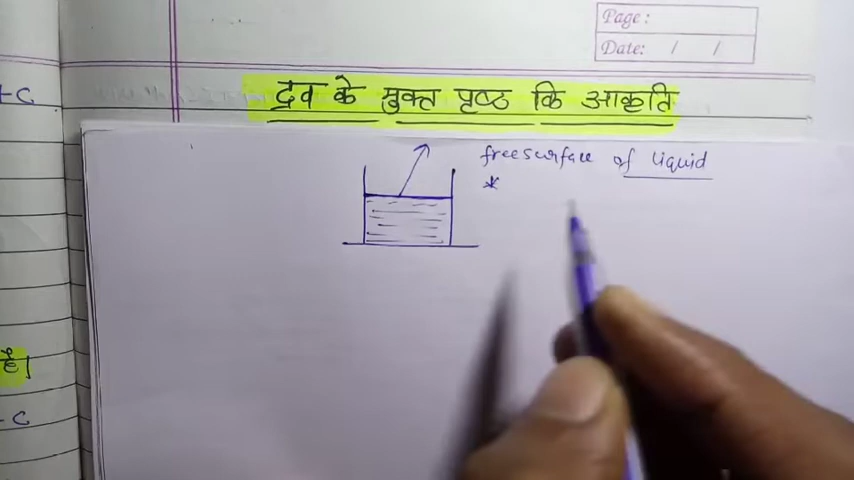 Page :
Date: / /
-C
द्रव के मुक्त पृष्ठ कि आकृति
free surface of liquid
*
है।
-C